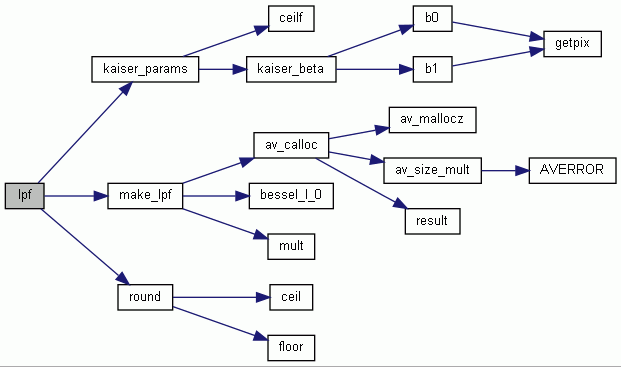 ceilf
b0
getpix
kaiser_params
kaiser_beta
b1
av_mallocz
av_calloc
av_size_mult
AVERROR
lpf
make_lpf
bessel_I_0
result
mult
round
ceil
floor